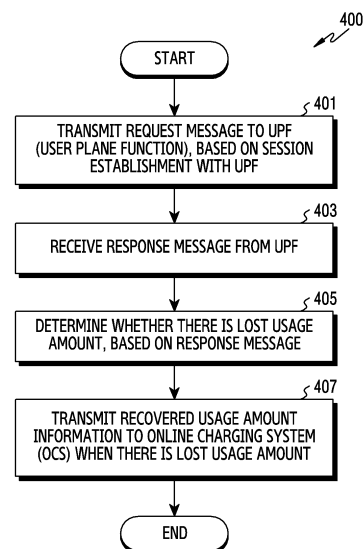 400
START
401
TRANSMIT REQUEST MESSAGE TO UPF
(USER PLANE FUNCTION), BASED ON SESSION
ESTABLISHMENT WITH UPF
403
RECEIVE RESPONSE MESSAGE FROM UPF
405
DETERMINE WHETHER THERE IS LOST USAGE
AMOUNT, BASED ON RESPONSE MESSAGE
407
TRANSMIT RECOVERED USAGE AMOUNT
INFORMATION TO ONLINE CHARGING SYSTEM
(OCS) WHEN THERE IS LOST USAGE AMOUNT
END